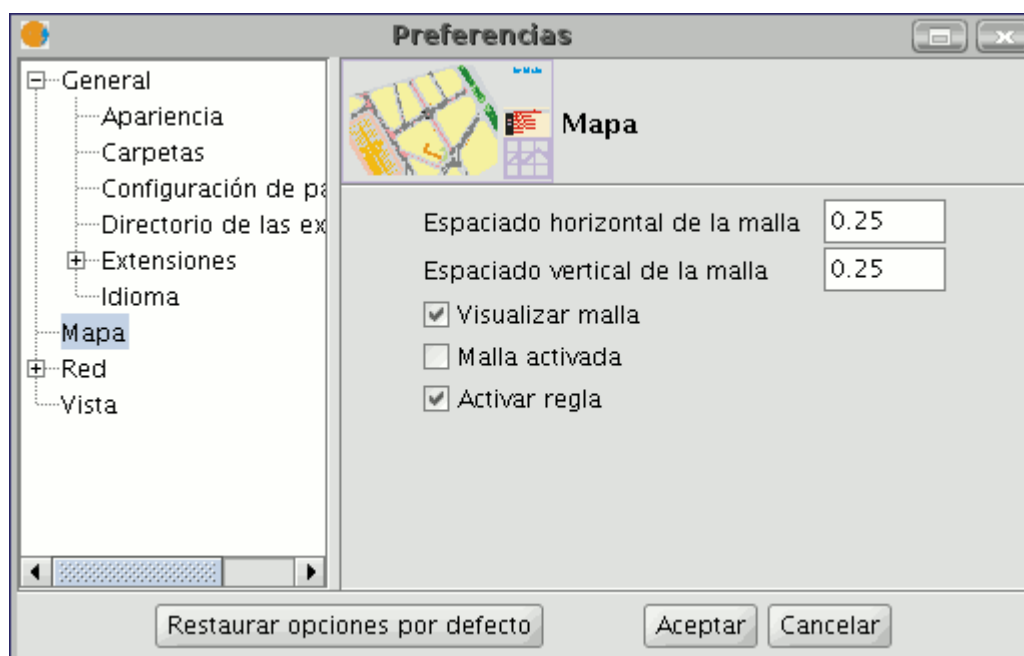 Preferencias
General
Apariencia
Carpetas
Configuración de pa
Directorio de las ex
Extensiones
Idioma
Mapa
Red
Vista
Mapa
Espaciado horizontal de la malla 0.25
Espaciado vertical de la malla 0.25
Visualizar malla
Malla activada
Activar regla
Restaurar opciones por defecto Aceptar Cancelar